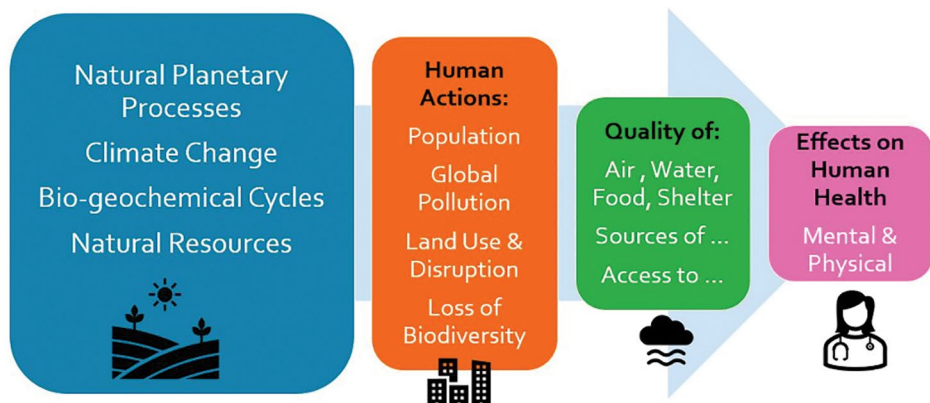 Natural Planetary
Processes
Climate Change
Bio-geochemical Cycles
Natural Resources
Human
Actions:
Population
Global
Pollution
Land Use &
Disruption
Loss of
Biodiversity
Quality of:
Air , Water,
Food, Shelter
Sources of ...
Access to ...
Effects on
Human
Health
Mental &
Physical